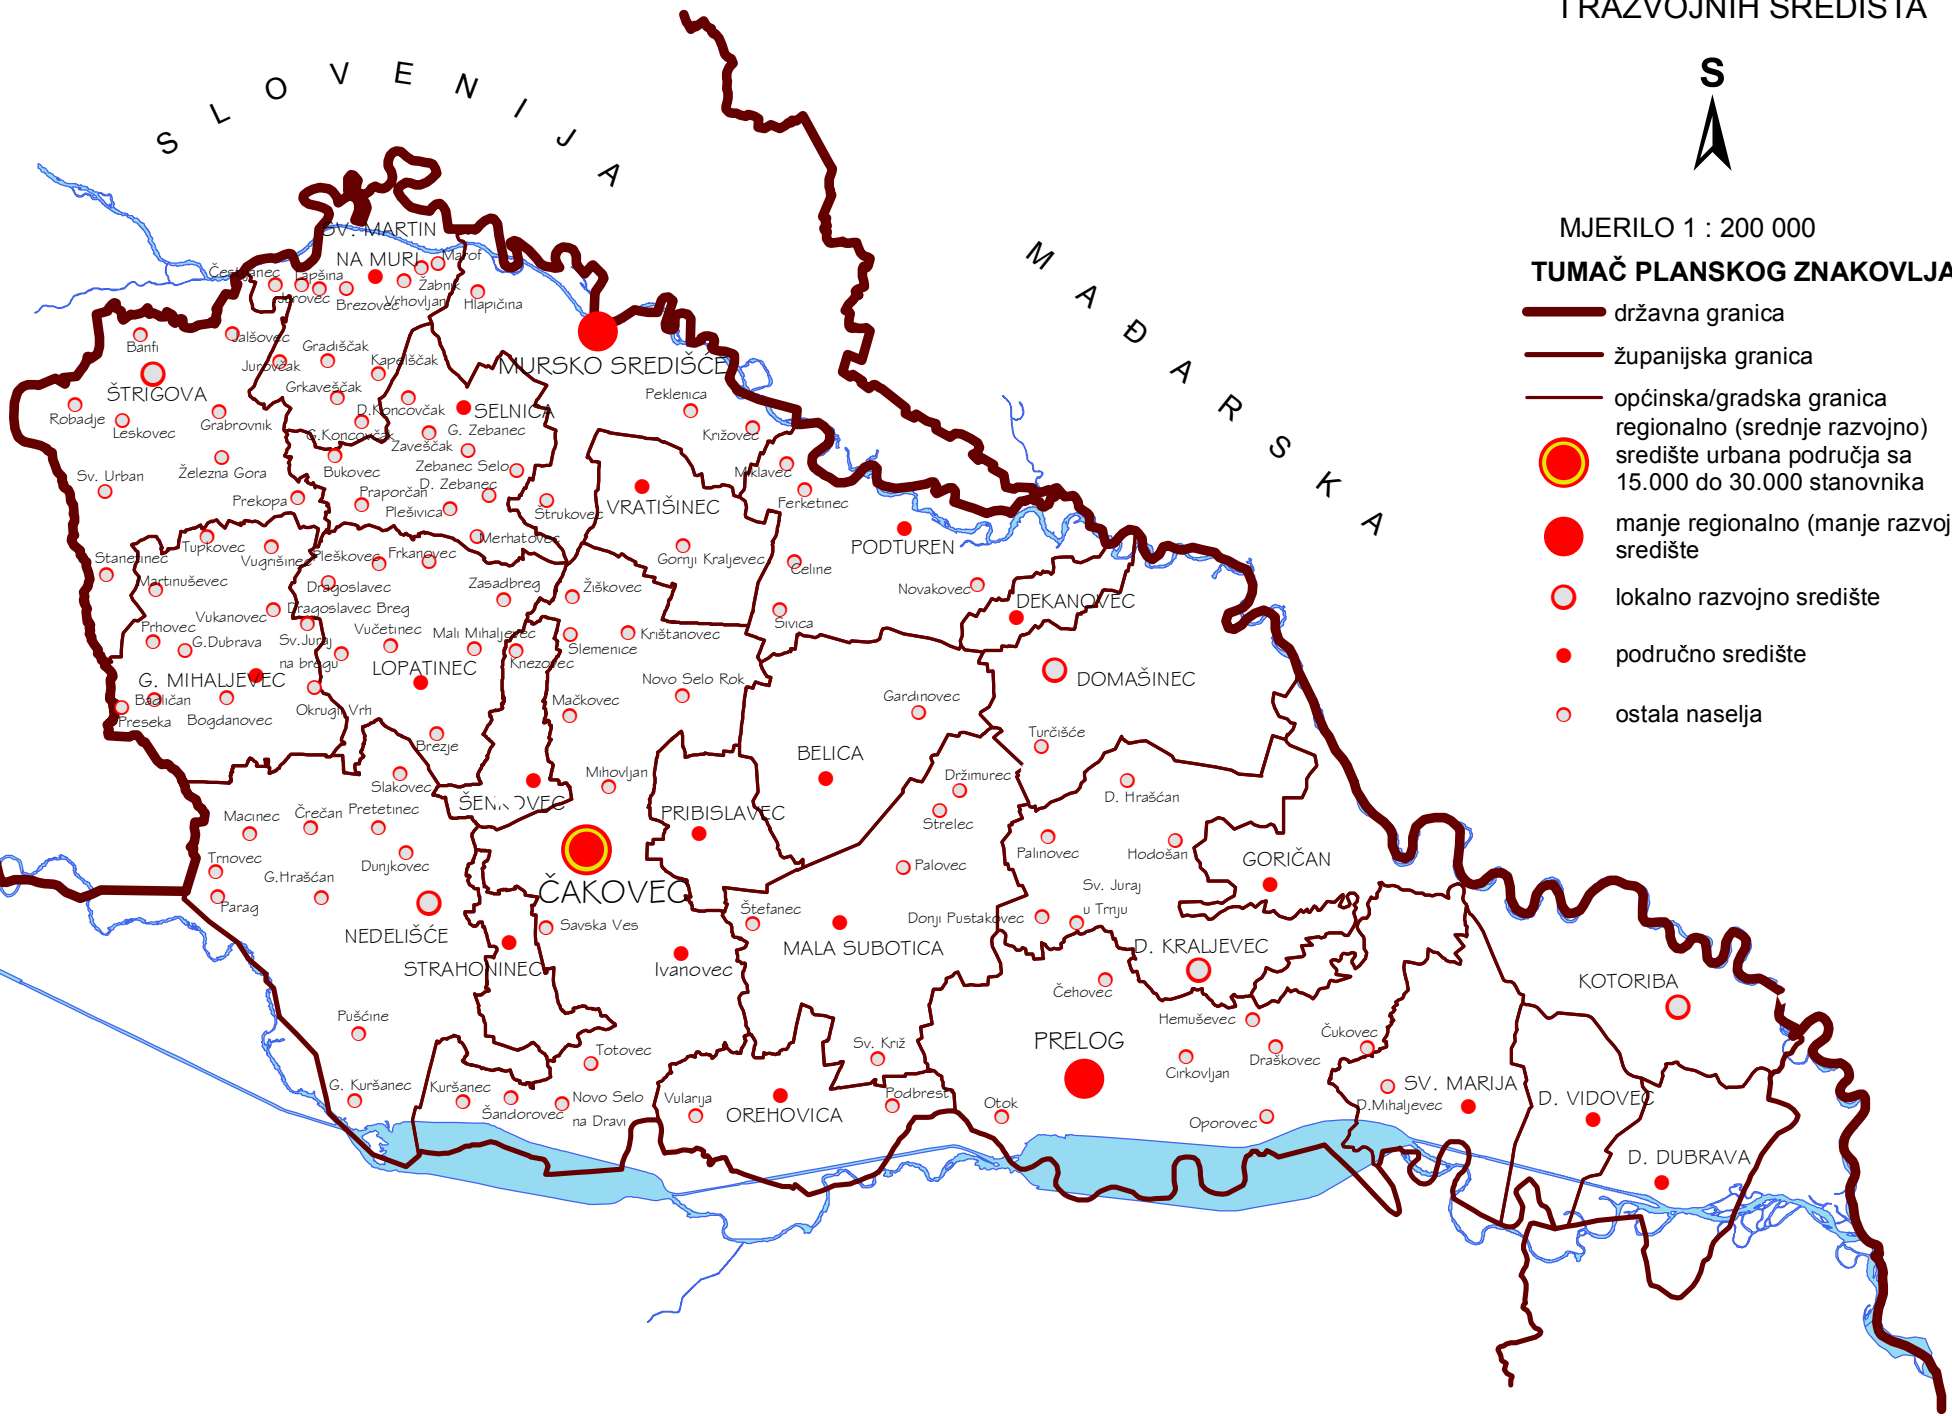 I RAZVOJNIH SREDIŠTA
S
MJERILO 1 : 200 000
TUMAČ PLANSKOG ZNAKOVLJA
državna granica
županijska granica
općinska/gradska granica
regionalno (srednje razvojno)
središte urbana područja sa
15.000 do 30.000 stanovnika
manje regionalno (manje razvoj
središte
lokalno razvojno središte
područno središte
ostala naselja
SLOVENIJA
MAĐARSKA
SV. MARTIN
NA MURI
Marof
Žabnik
Vrhovljan
Hlapičina
Čestijanec
Lapšina
Jurovec
Brezovec
Banfi
Jalšovec
Jurovčak
Gradiščak
Kapelščak
MURSKO SREDIŠĆE
ŠTRIGOVA
Grkaveščak
Peklenica
Robadje
Leskovec
Grabrovnik
D.Koncovčak
SELNICA
G.Koncovčak
G. Zebanec
Križovec
Zaveščak
Sv. Urban
Železna Gora
Bukovec
Zebanec Selo
Miklavec
D. Zebanec
Prekopa
Praporčan
Plešivica
Štrukovec
VRATIŠINEC
Ferketinec
Merhatovec
PODTUREN
Tupkovec
Vugrišinec
Stanetinec
Pleškovec
Frkanovec
Gornji Kraljevec
Celine
Martinuševec
Dragoslavec
Zasadbreg
Žiškovec
Novakovec
Dragoslavec Breg
DEKANOVEC
Vukanovec
Prhovec
G.Dubrava
Sv.Juraj
na bregu
Vučetinec
Mali Mihaljevec
Knezovec
Slemenice
Krištanovec
Sivica
G. MIHALJEVEC
LOPATINEC
DOMAŠINEC
Badličan
Preseka
Bogdanovec
Okrugli Vrh
Mačkovec
Novo Selo Rok
Gardinovec
Brezje
Turčišće
Slakovec
Mihovljan
BELICA
Držimurec
D. Hrašćan
ŠENKOVEC
PRIBISLAVEC
Strelec
Macinec
Črečan
Pretetinec
Palinovec
Hodošan
GORIČAN
Trnovec
G.Hrašćan
Dunjkovec
Palovec
Parag
ČAKOVEC
Sv. Juraj
u Trnju
Štefanec
Donji Pustakovec
NEDELIŠĆE
Savska Ves
MALA SUBOTICA
D. KRALJEVEC
STRAHONINEC
Ivanovec
KOTORIBA
Čehovec
Pušćine
Hemuševec
Čukovec
PRELOG
Totovec
Sv. Križ
Cirkovljan
Draškovec
G. Kuršanec
Kuršanec
Šandorovec
Novo Selo
na Dravi
Vularija
OREHOVICA
Podbrest
Otok
Oporovec
D.Mihaljevec
SV. MARIJA
D. VIDOVEC
D. DUBRAVA